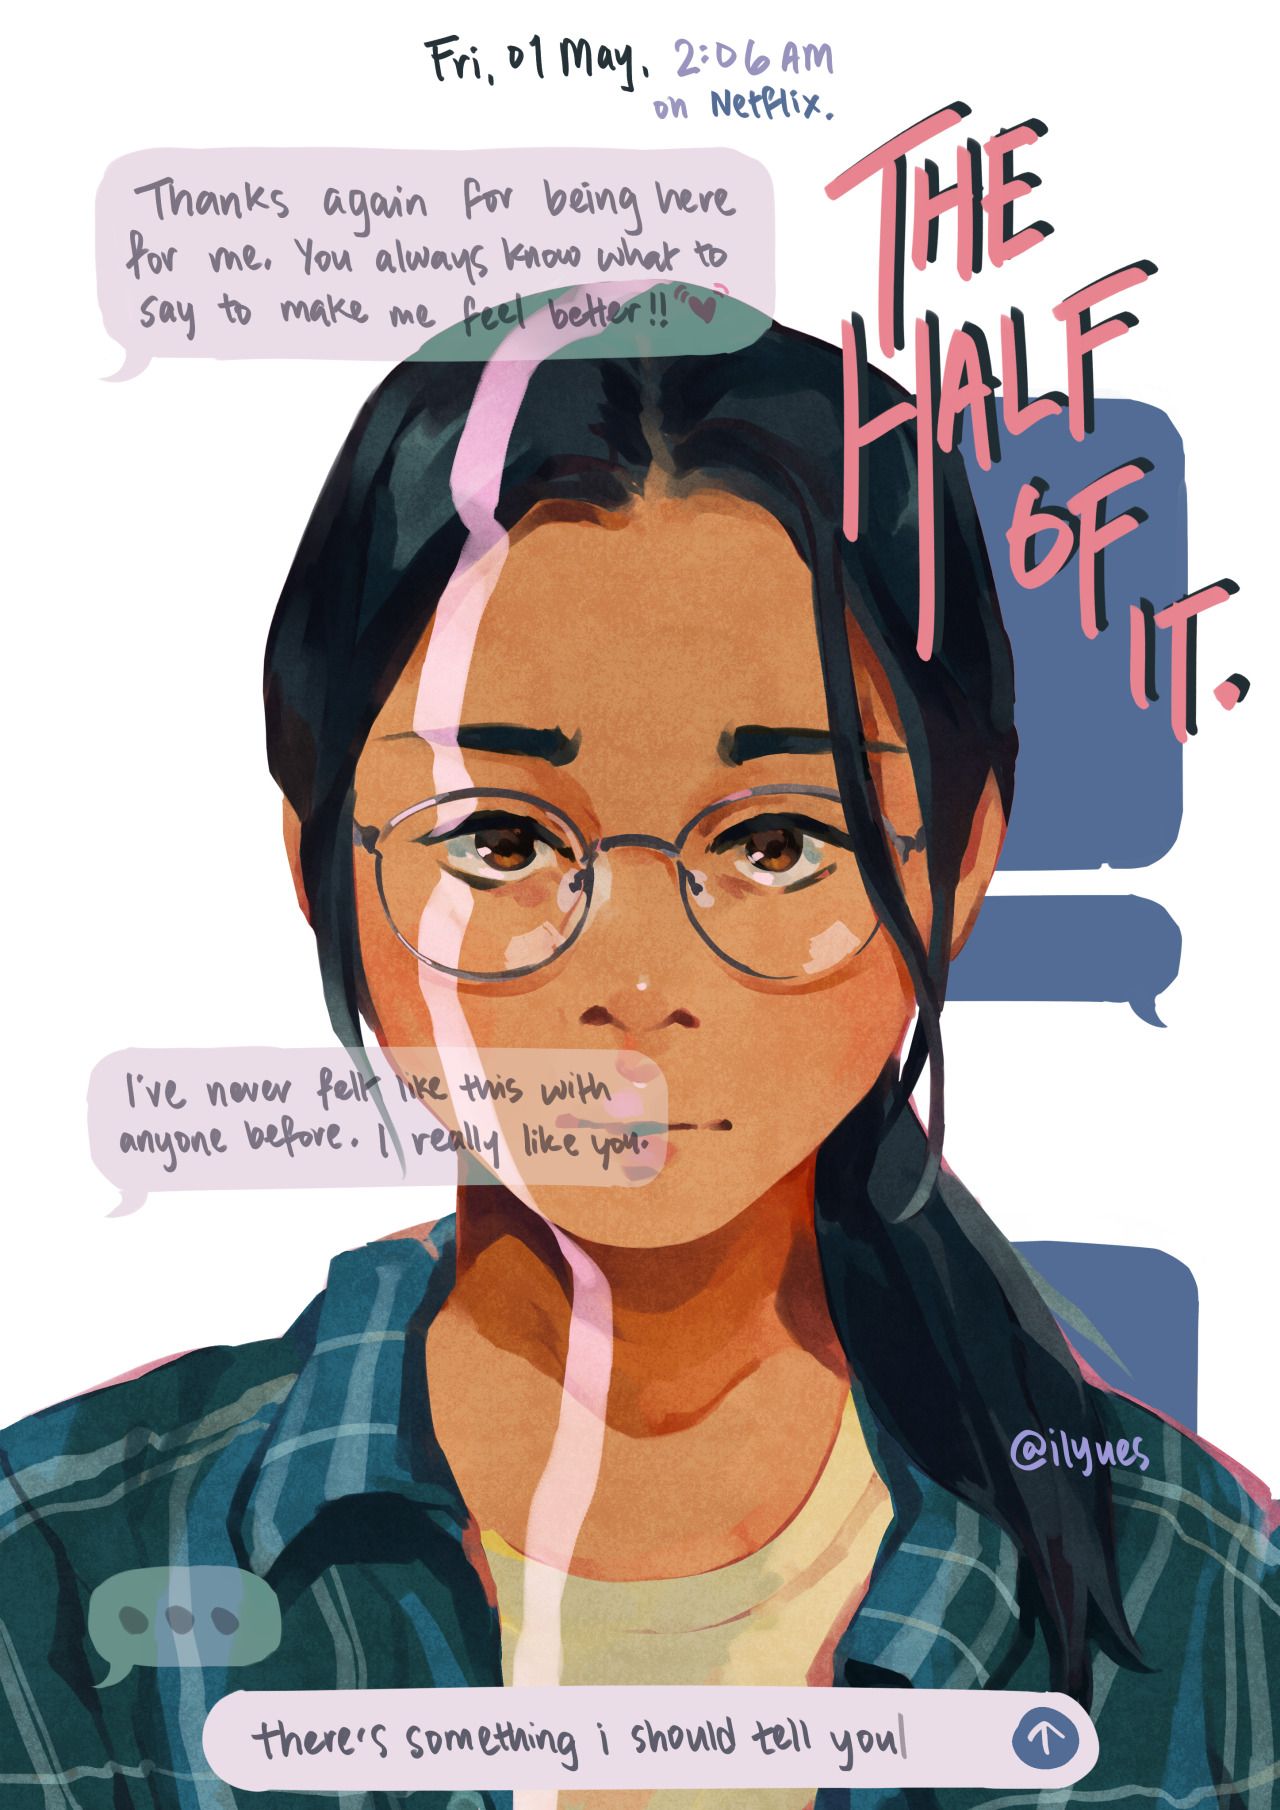 Fri, 01 May, 2:06 AM
on Netflix.
THE
HALF
OF
IT.
Thanks again for being here
for me. You always know what to
say to make me feel better!!
I've never felt like this with
anyone before. I really like you.
@ilyues
there's something i should tell you